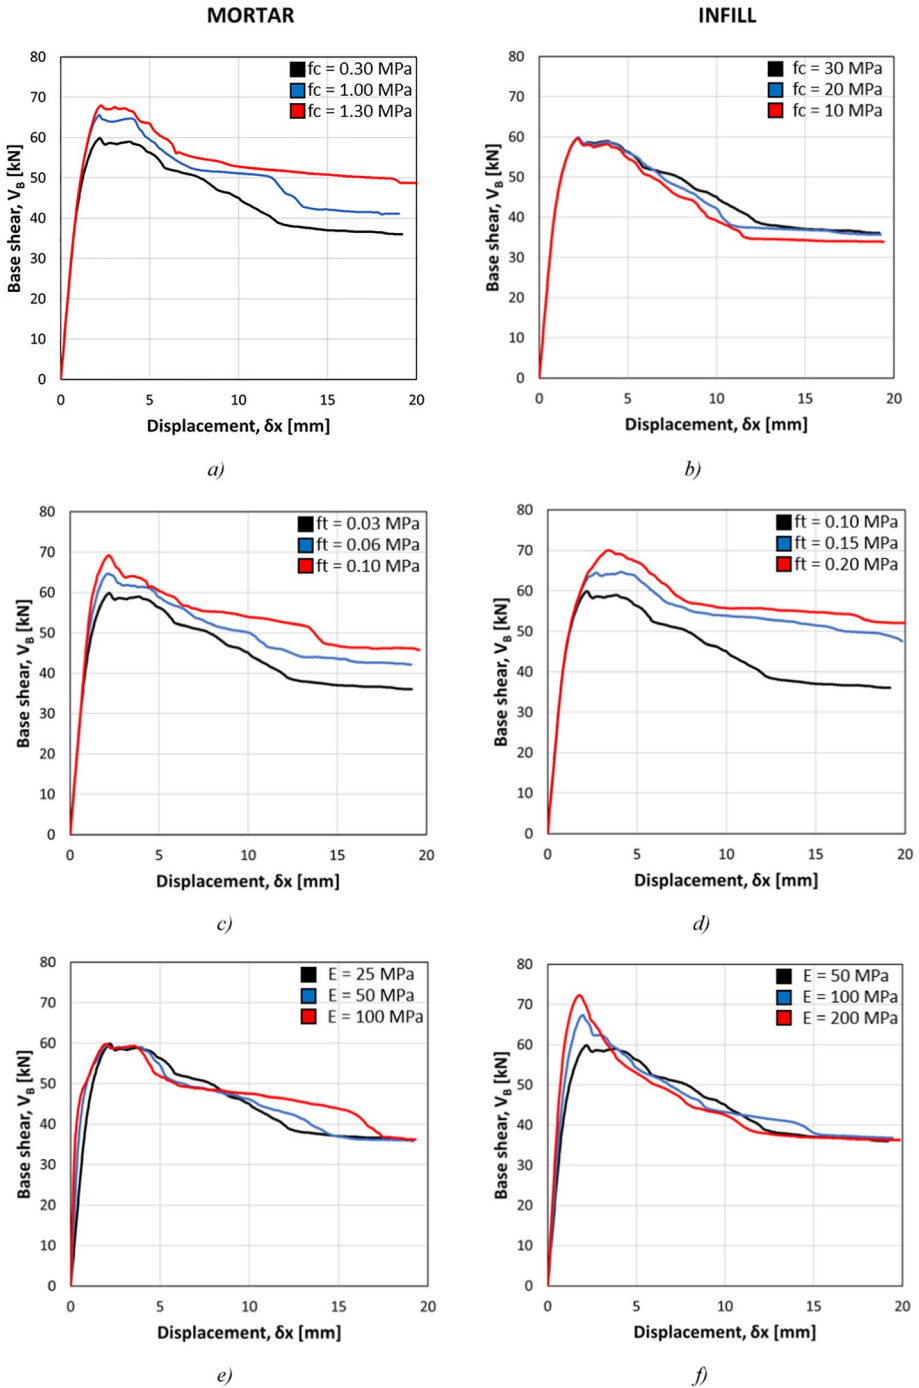 MORTAR
INFILL
80
70
60
50
40
30
20
10
0
Base shear, V_B [kN]
fc = 0.30 MPa
fc = 1.00 MPa
fc = 1.30 MPa
0 5 10 15 20
Displacement, δx [mm]
a)
80
70
60
50
40
30
20
10
0
Base shear, V_B [kN]
fc = 30 MPa
fc = 20 MPa
fc = 10 MPa
0 5 10 15 20
Displacement, δx [mm]
b)
80
70
60
50
40
30
20
10
0
Base shear, V_B [kN]
ft = 0.03 MPa
ft = 0.06 MPa
ft = 0.10 MPa
0 5 10 15 20
Displacement, δx [mm]
c)
80
70
60
50
40
30
20
10
0
Base shear, V_B [kN]
ft = 0.10 MPa
ft = 0.15 MPa
ft = 0.20 MPa
0 5 10 15 20
Displacement, δx [mm]
d)
80
70
60
50
40
30
20
10
0
Base shear, V_B [kN]
E = 25 MPa
E = 50 MPa
E = 100 MPa
0 5 10 15 20
Displacement, δx [mm]
e)
80
70
60
50
40
30
20
10
0
Base shear, V_B [kN]
E = 50 MPa
E = 100 MPa
E = 200 MPa
0 5 10 15 20
Displacement, δx [mm]
f)